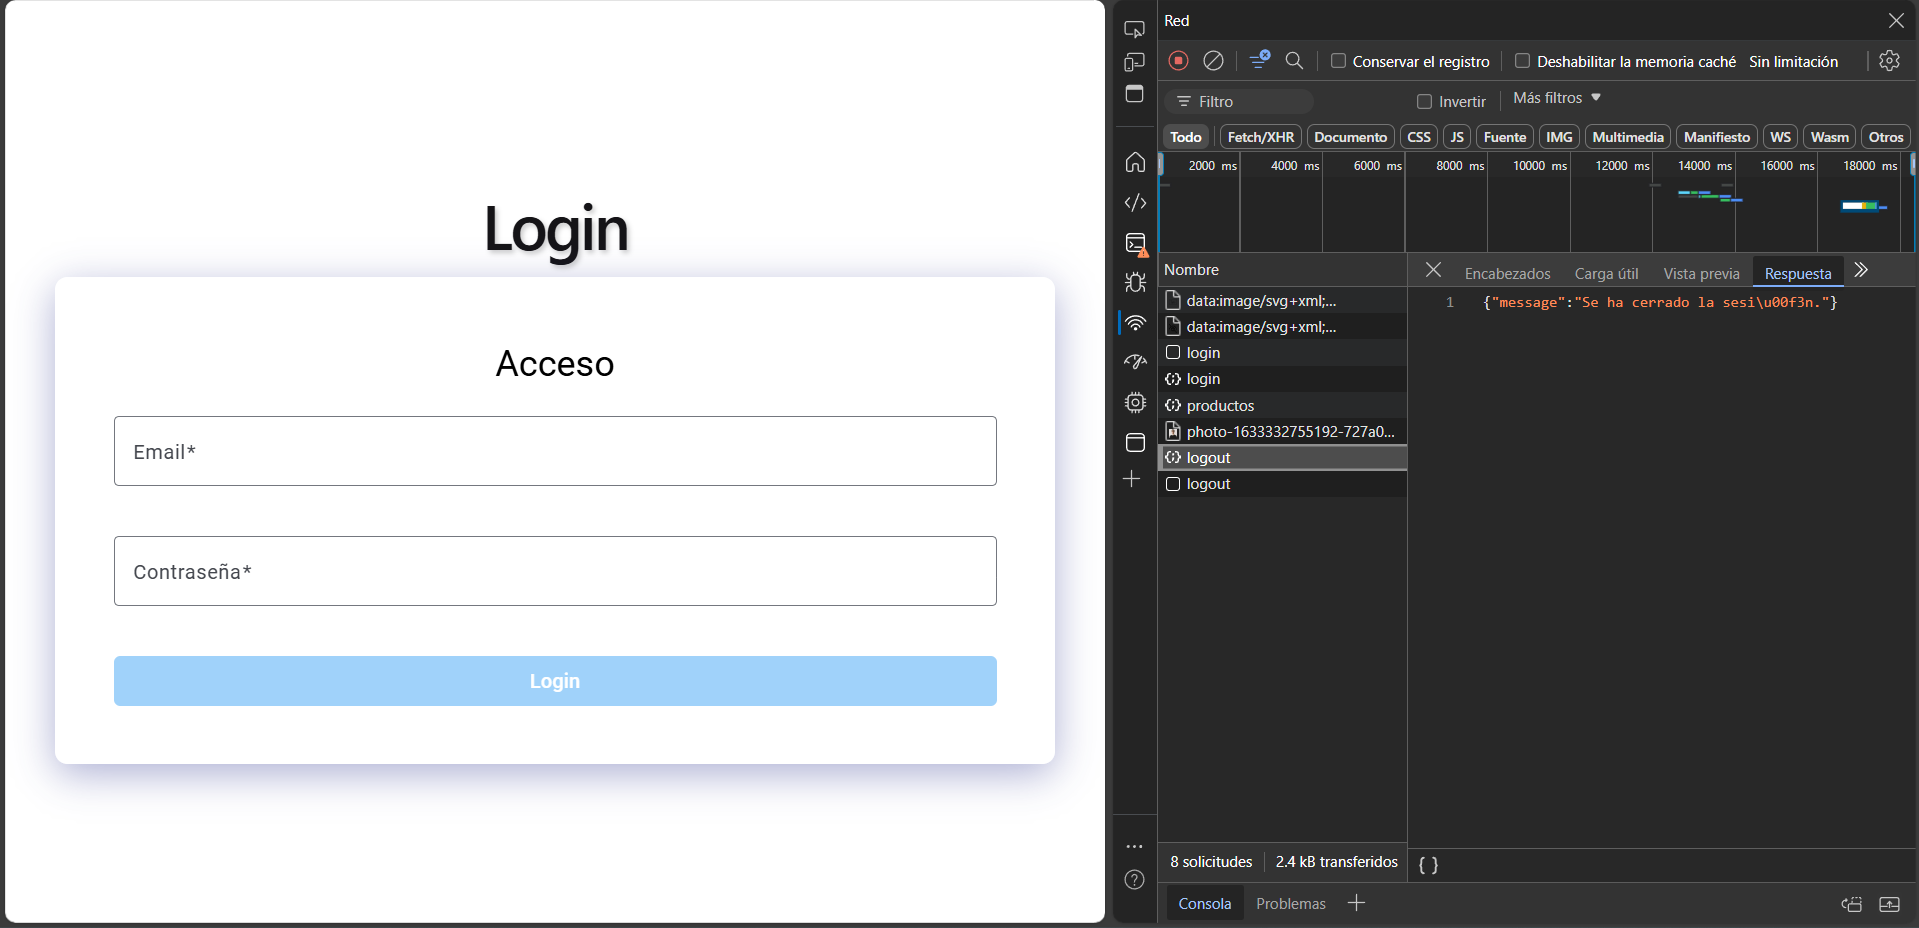 Login
Acceso
Email*
Contraseña*
Login
Red
Conservar el registro
Deshabilitar la memoria caché
Sin limitación
Filtro
Invertir
Más filtros
Todo
Fetch/XHR
Documento
CSS
JS
Fuente
IMG
Multimedia
Manifiesto
WS
Wasm
Otros
2000 ms
4000 ms
6000 ms
8000 ms
10000 ms
12000 ms
14000 ms
16000 ms
18000 ms
Nombre
data:image/svg+xml;...
data:image/svg+xml;...
login
login
productos
photo-1633332755192-727a0...
logout
logout
Encabezados
Carga útil
Vista previa
Respuesta
1 {"message":"Se ha cerrado la sesi\u00f3n."}
8 solicitudes
2.4 kB transferidos
{ }
Consola
Problemas